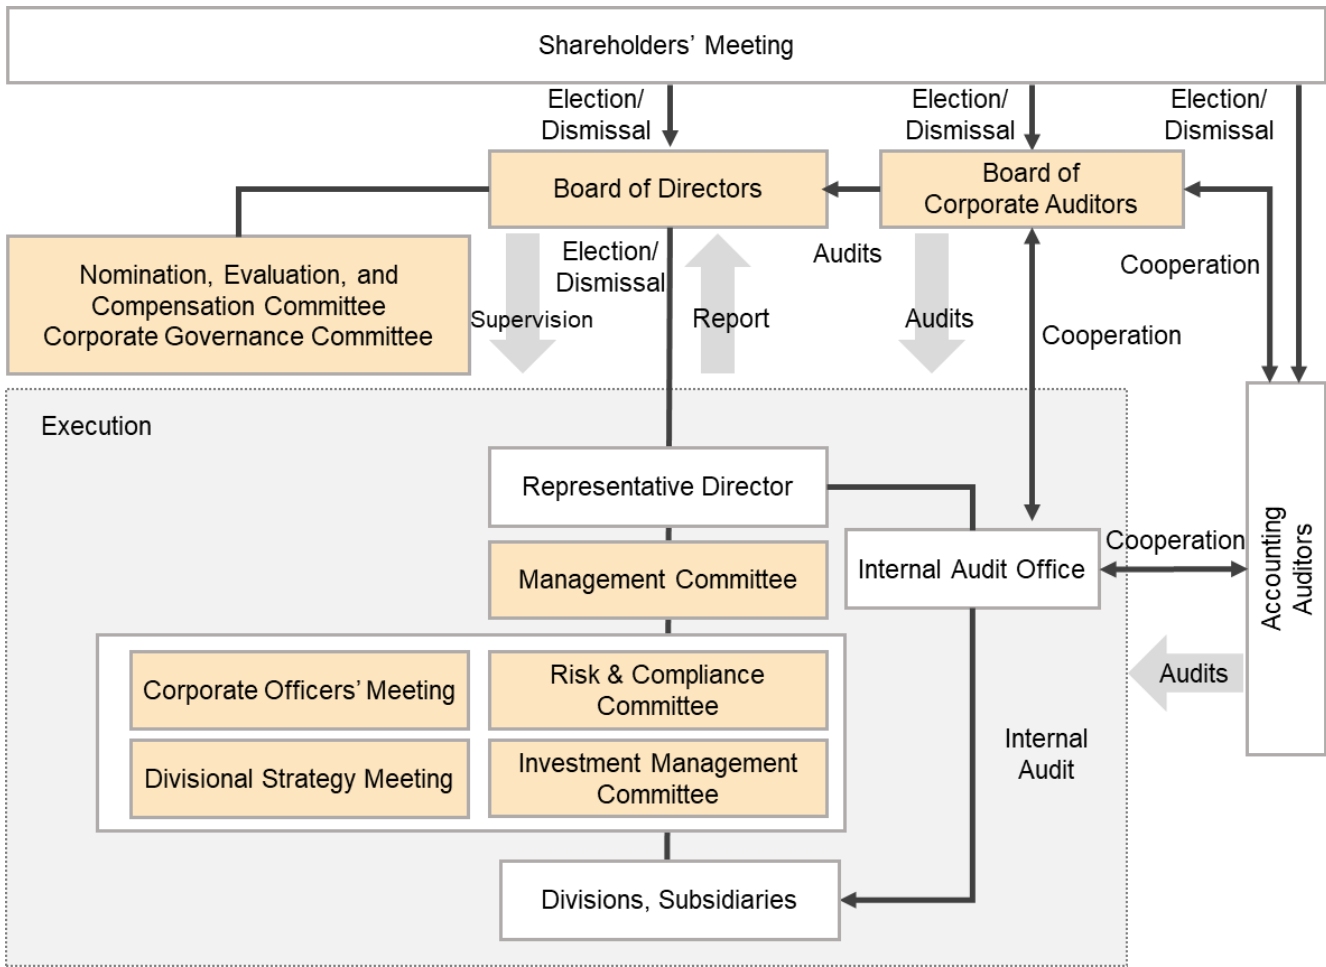 Shareholders’ Meeting
Election/
Dismissal
Election/
Dismissal
Election/
Dismissal
Board of Directors
Board of
Corporate Auditors
Nomination, Evaluation, and
Compensation Committee
Corporate Governance Committee
Supervision
Election/
Dismissal
Report
Audits
Audits
Cooperation
Cooperation
Execution
Representative Director
Management Committee
Internal Audit Office
Cooperation
Accounting
Auditors
Corporate Officers’ Meeting
Risk & Compliance
Committee
Divisional Strategy Meeting
Investment Management
Committee
Audits
Internal
Audit
Divisions, Subsidiaries